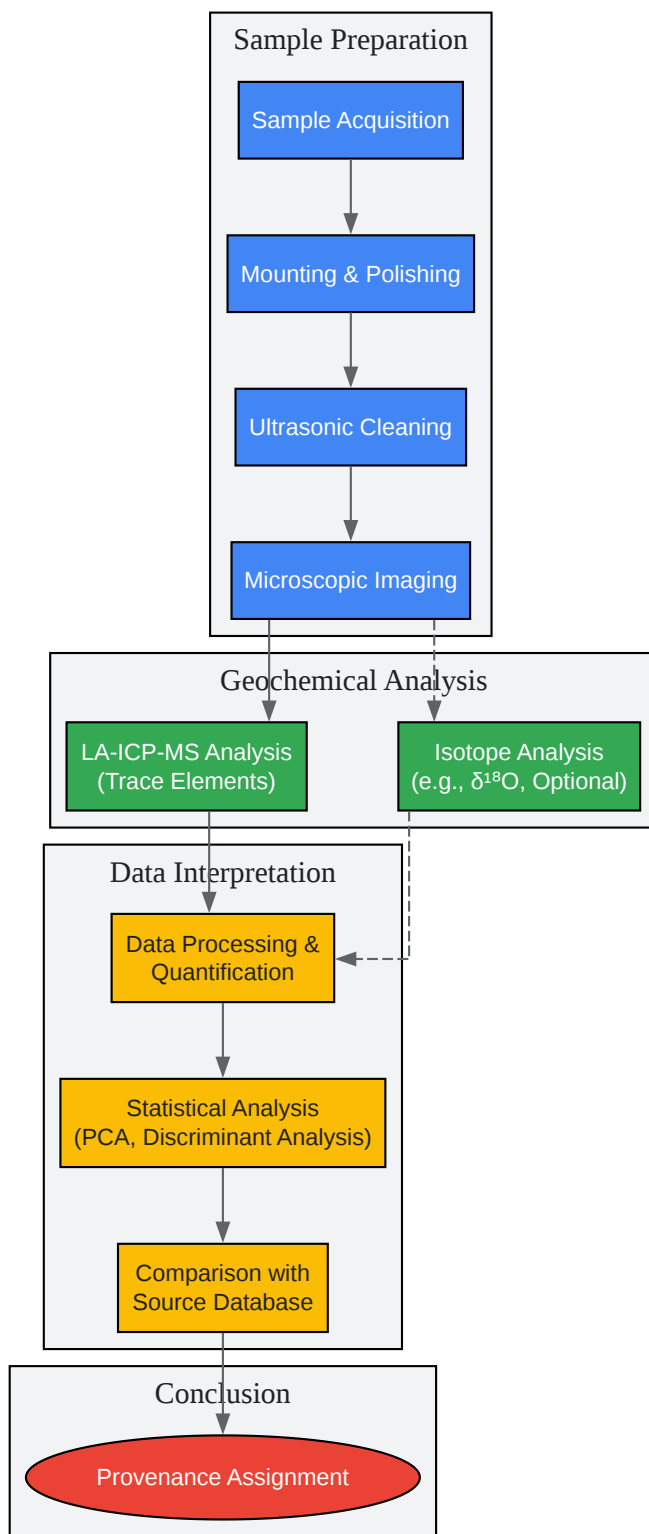 Sample Preparation
Sample Acquisition
Mounting & Polishing
Ultrasonic Cleaning
Microscopic Imaging
Geochemical Analysis
LA-ICP-MS Analysis
(Trace Elements)
Isotope Analysis
(e.g., δ¹⁸O, Optional)
Data Interpretation
Data Processing &
Quantification
Statistical Analysis
(PCA, Discriminant Analysis)
Comparison with
Source Database
Conclusion
Provenance Assignment